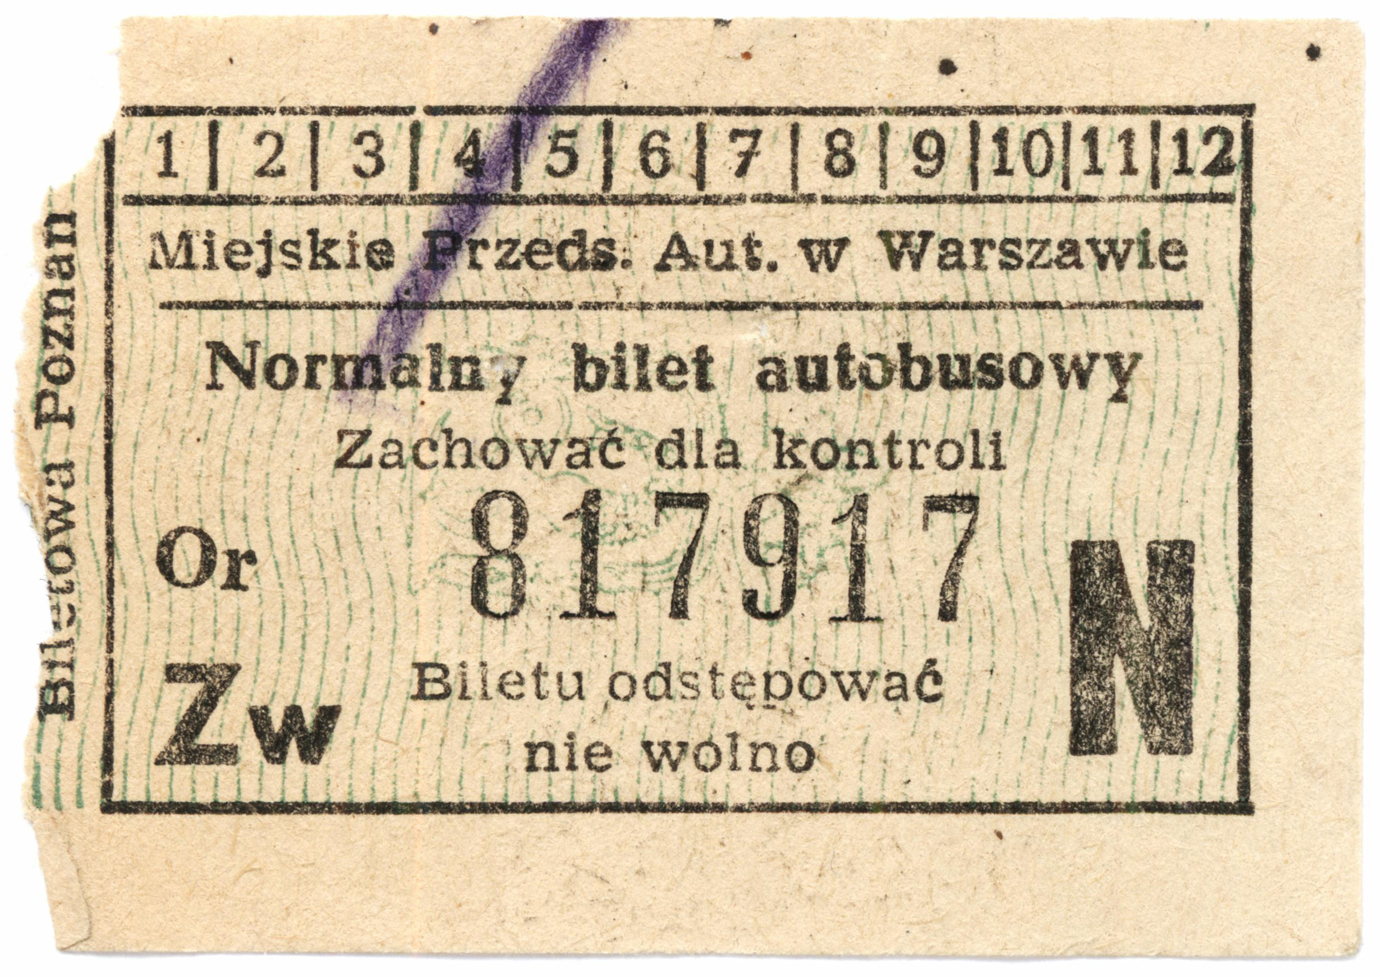 1 | 2 | 3 | 4 | 5 | 6 | 7 | 8 | 9 | 10 | 11 | 12
Miejskie Przeds. Aut. w Warszawie
Normalny bilet autobusowy
Zachować dla kontroli
817917
Or
N
Zw
Biletu odstępować
nie wolno
Biletowa Poznań